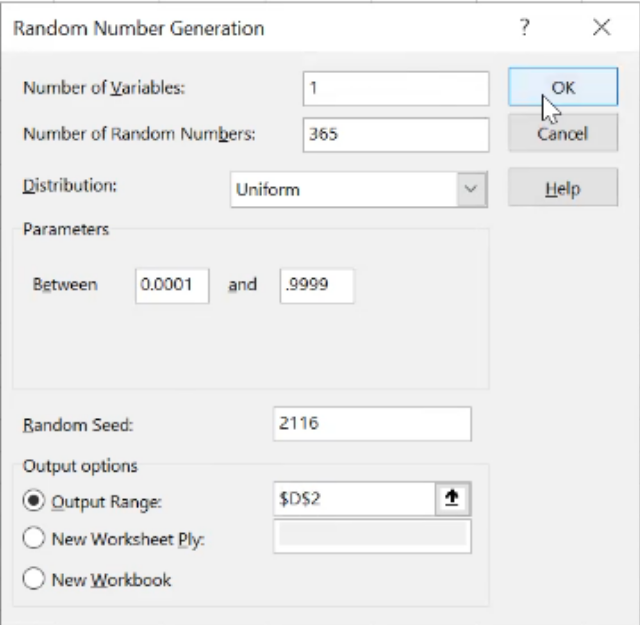 Random Number Generation ?
Number of Variables: 1 OK
Number of Random Numbers: 365 Cancel
Distribution: Uniform Help
Parameters
Between 0.0001 and .9999
Random Seed: 2116
Output options
Output Range: $D$2
New Worksheet Ply:
New Workbook